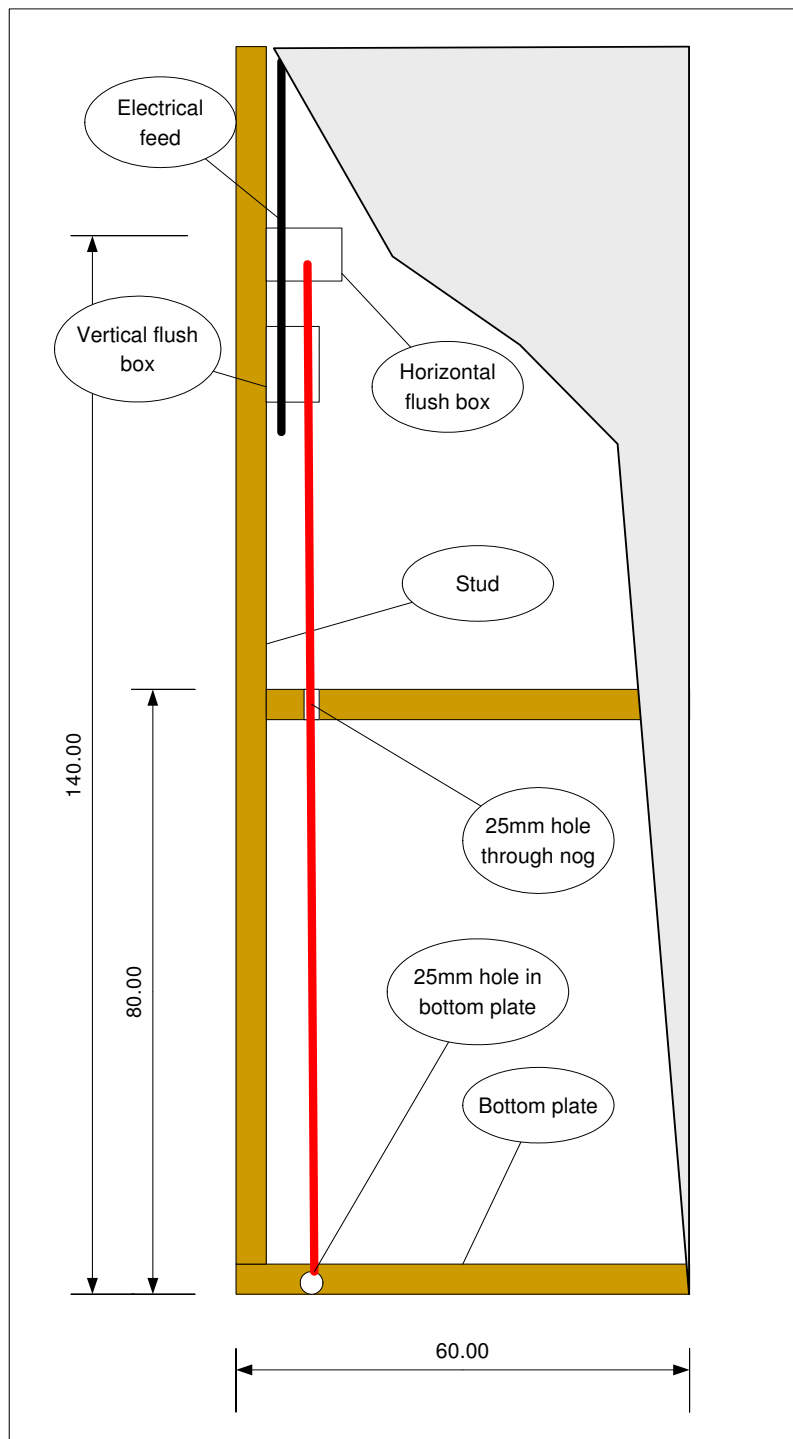 Electrical
feed
Vertical flush
box
Horizontal
flush box
Stud
140.00
80.00
25mm hole
through nog
25mm hole in
bottom plate
Bottom plate
60.00